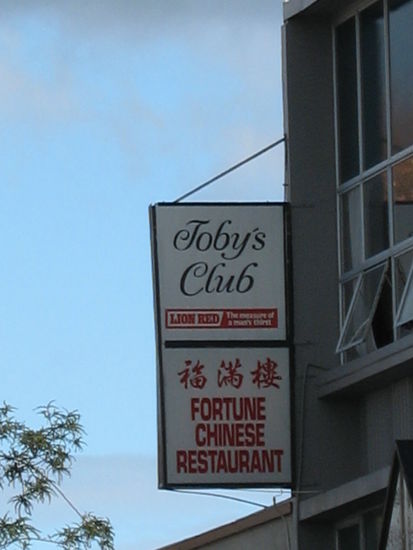 Toby's
Club
LION RED The measure of
a man's thirst
福滿樓
FORTUNE
CHINESE
RESTAURANT